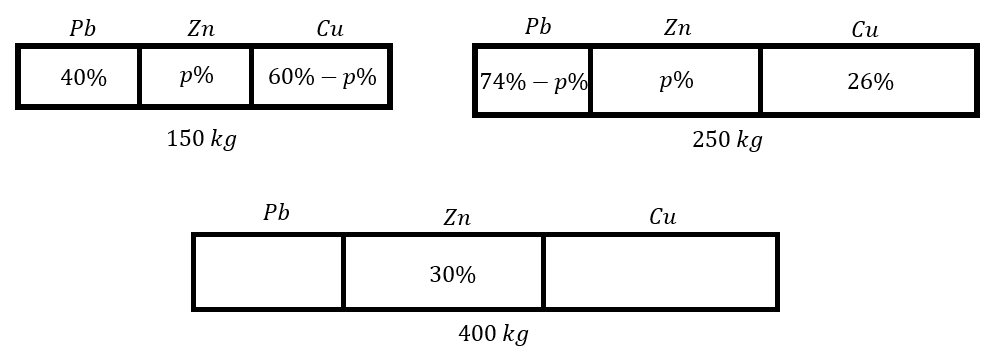 Pb Zn Cu
40% p% 60% − p%
150 kg
Pb Zn Cu
74% − p% p% 26%
250 kg
Pb Zn Cu
30%
400 kg